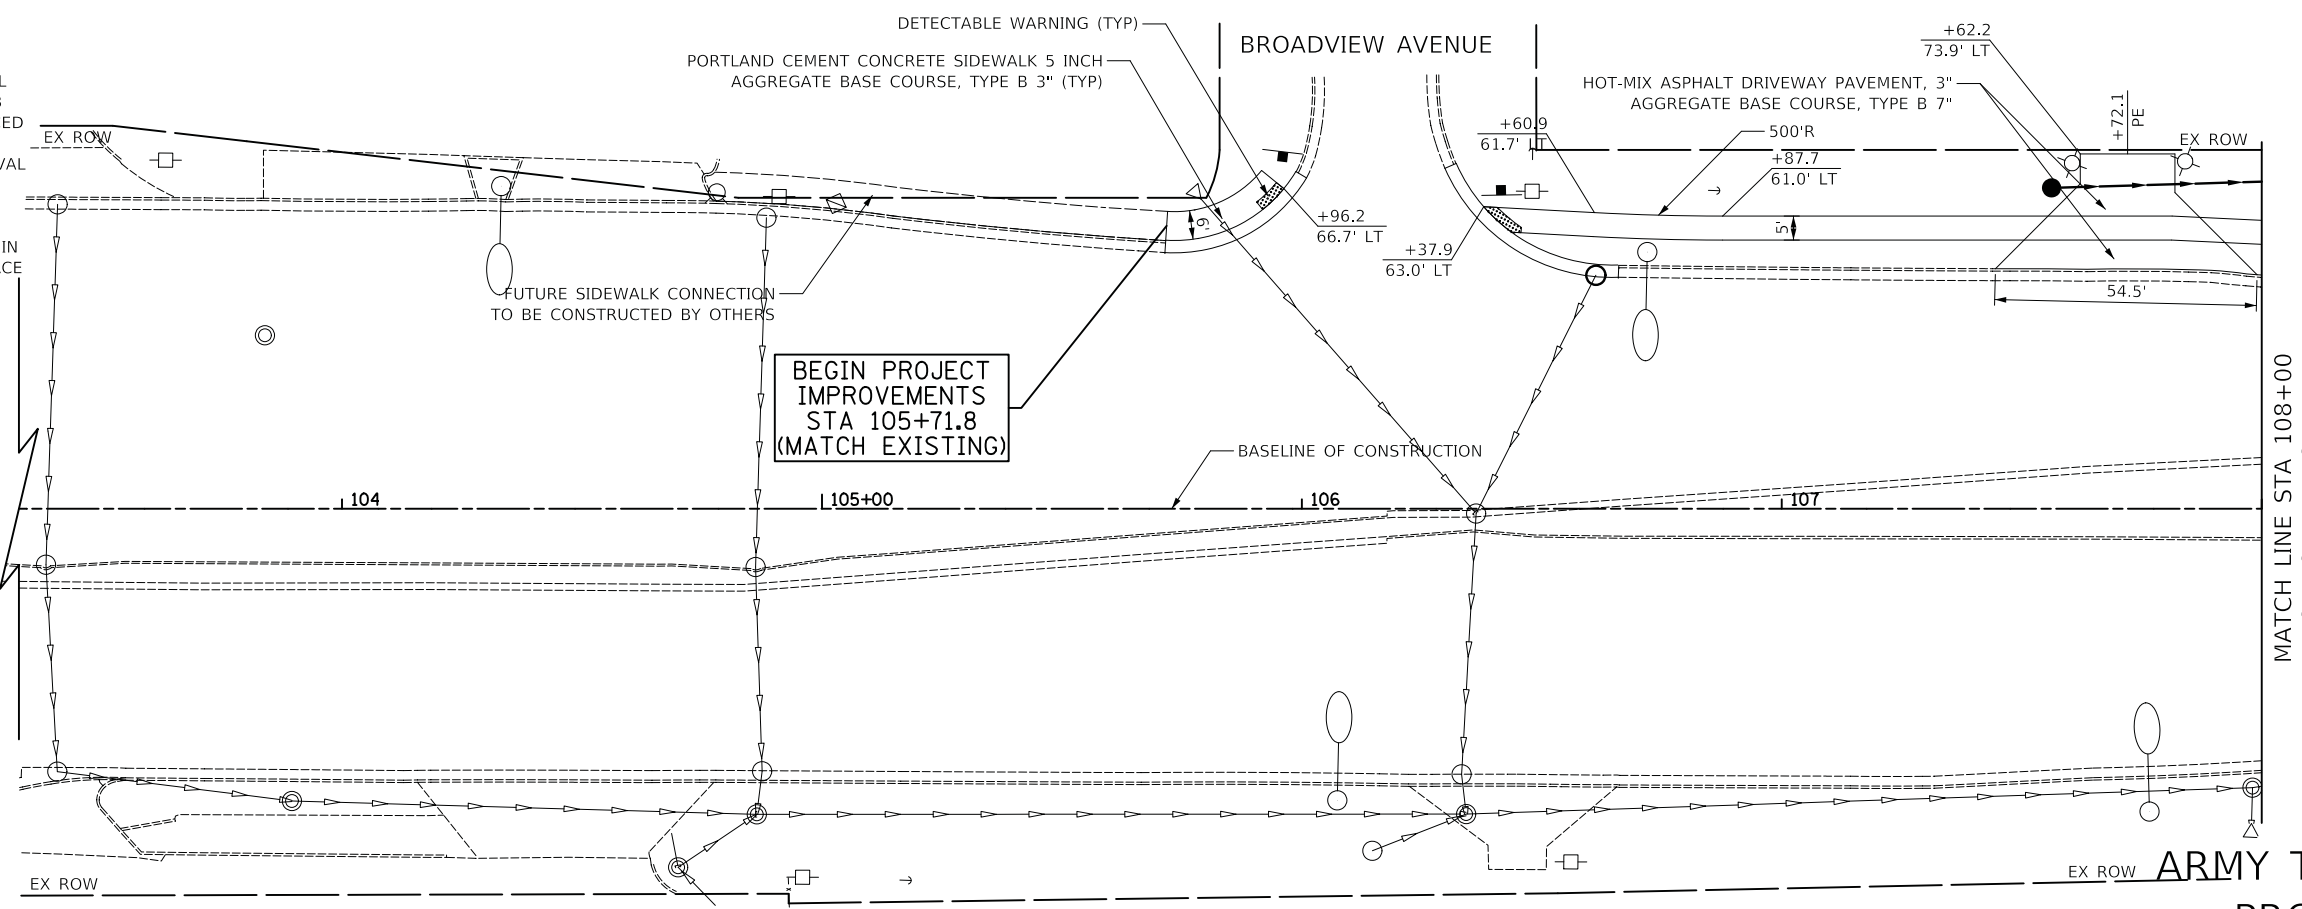 DETECTABLE WARNING (TYP)
PORTLAND CEMENT CONCRETE SIDEWALK 5 INCH
AGGREGATE BASE COURSE, TYPE B 3" (TYP)
BROADVIEW AVENUE
+62.2
73.9' LT
HOT-MIX ASPHALT DRIVEWAY PAVEMENT, 3"
AGGREGATE BASE COURSE, TYPE B 7"
+72.1
PE
EX ROW
EX ROW
VAL
IN
+60.9
61.7' LT
500'R
+87.7
61.0' LT
6'
5'
+96.2
66.7' LT
+37.9
63.0' LT
54.5'
FUTURE SIDEWALK CONNECTION
TO BE CONSTRUCTED BY OTHERS
BEGIN PROJECT
IMPROVEMENTS
STA 105+71.8
(MATCH EXISTING)
BASELINE OF CONSTRUCTION
104
105+00
106
107
MATCH LINE STA 108+00
EX ROW
EX ROW
ARMY T